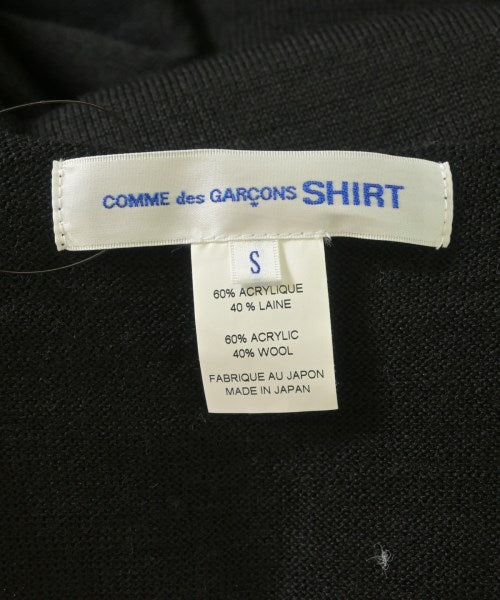 COMME des GARÇONS SHIRT
S
60% ACRYLIQUE
40 % LAINE
60% ACRYLIC
40% WOOL
FABRIQUE AU JAPON
MADE IN JAPAN